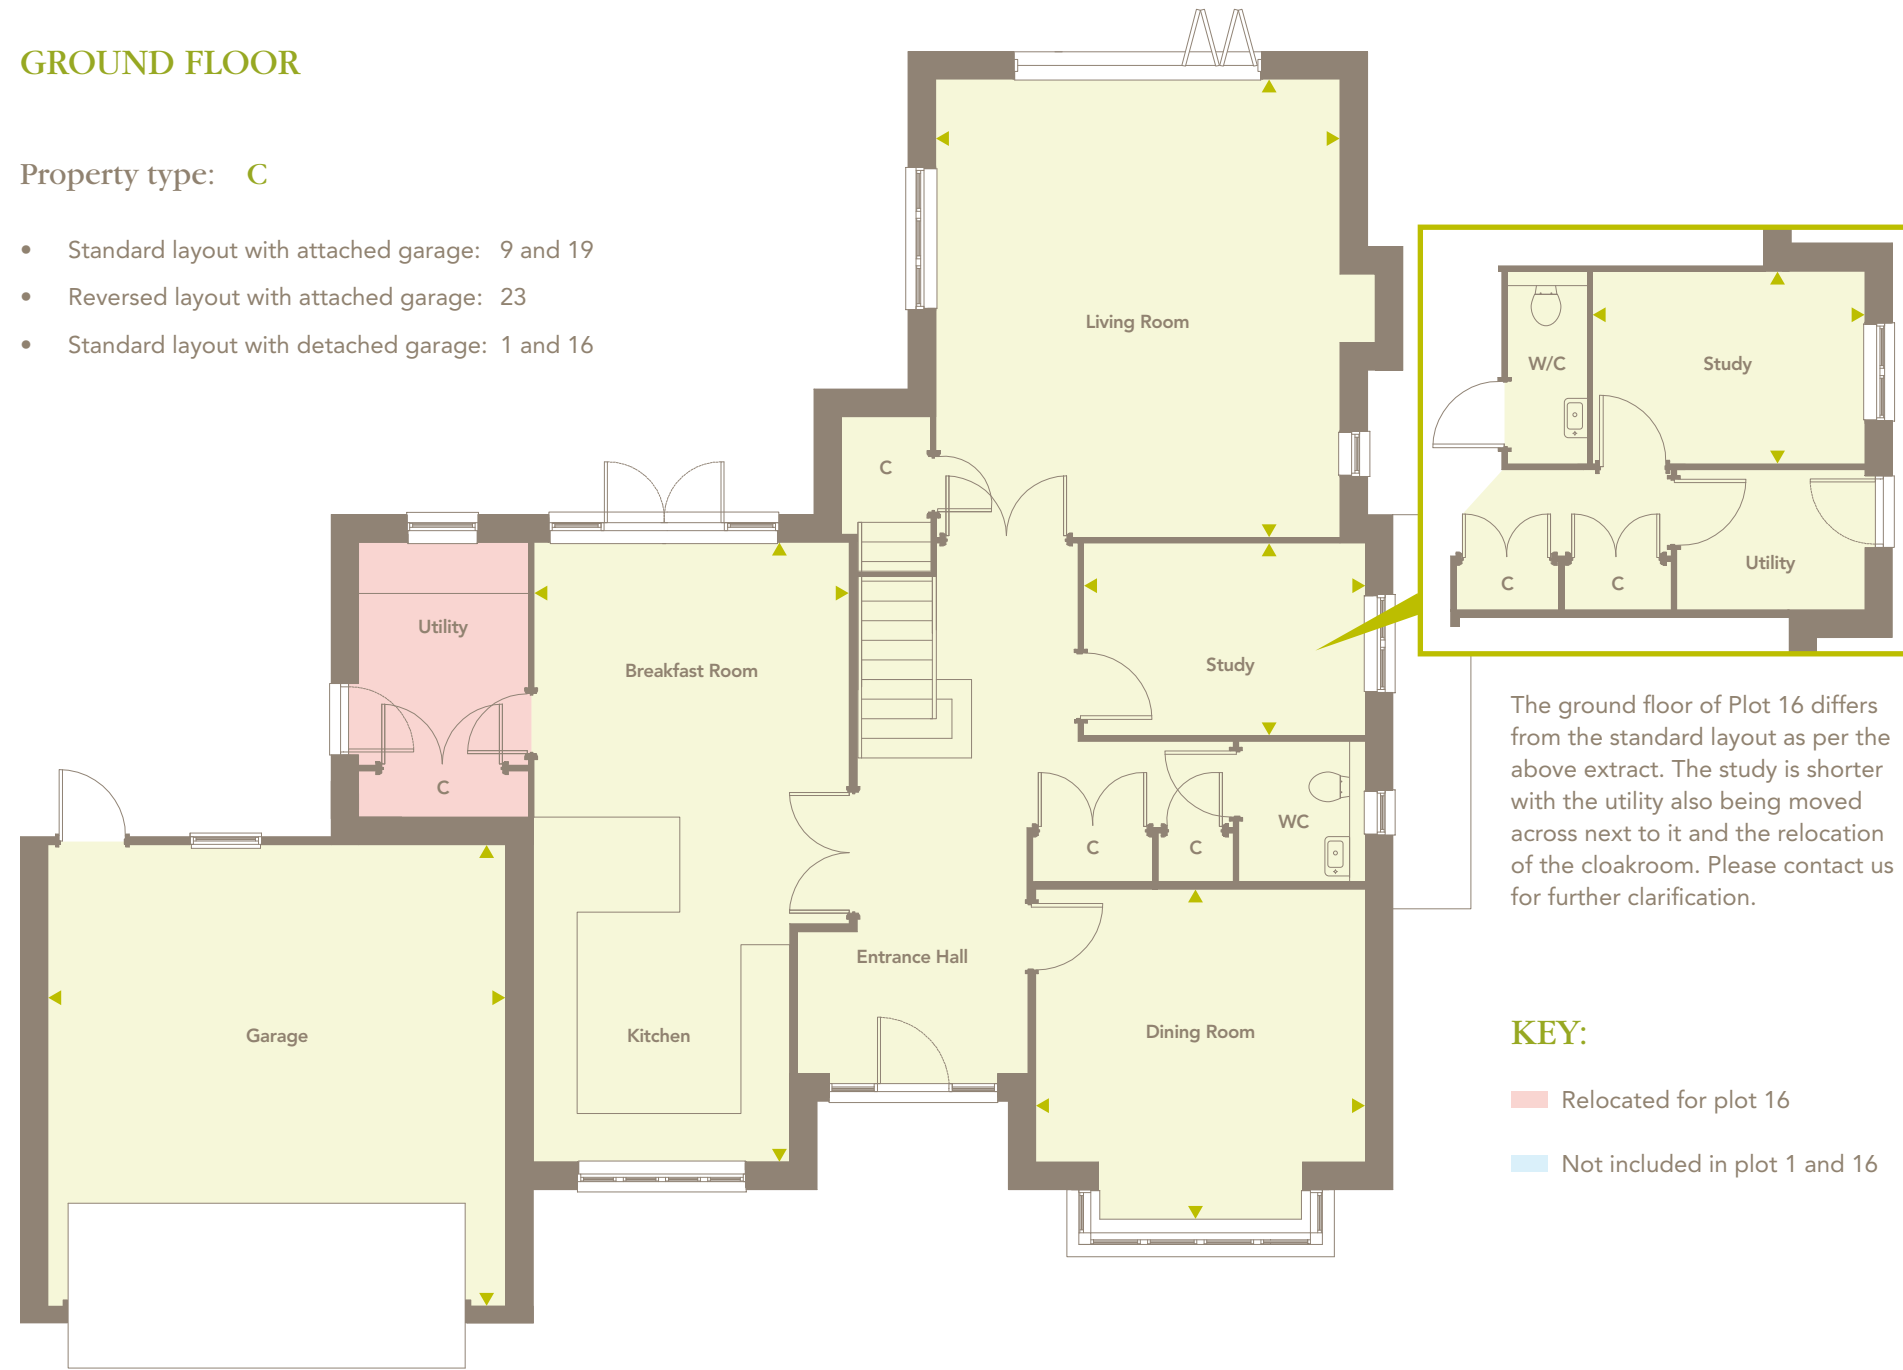 GROUND FLOOR
Property type: C
• Standard layout with attached garage: 9 and 19
• Reversed layout with attached garage: 23
• Standard layout with detached garage: 1 and 16
Living Room
C
Utility
C
Breakfast Room
Study
WC
C
C
Entrance Hall
Dining Room
Kitchen
Garage
W/C
Study
C
C
Utility
The ground floor of Plot 16 differs
from the standard layout as per the
above extract. The study is shorter
with the utility also being moved
across next to it and the relocation
of the cloakroom. Please contact us
for further clarification.
KEY:
Relocated for plot 16
Not included in plot 1 and 16